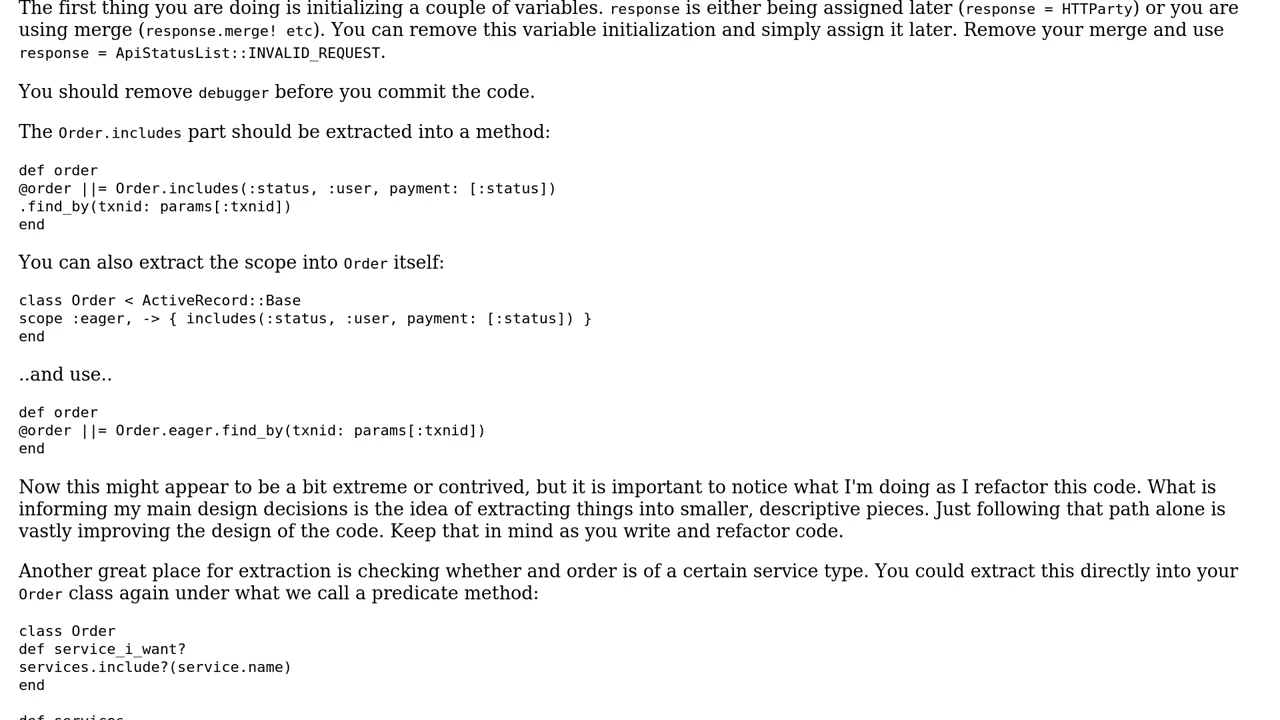 The first thing you are doing is initializing a couple of variables. response is either being assigned later (response = HTTParty) or you are
using merge (response.merge! etc). You can remove this variable initialization and simply assign it later. Remove your merge and use
response = ApiStatusList::INVALID_REQUEST.
You should remove debugger before you commit the code.
The Order.includes part should be extracted into a method:
def order
@order ||= Order.includes(:status, :user, payment: [:status])
.find_by(txnid: params[:txnid])
end
You can also extract the scope into Order itself:
class Order < ActiveRecord::Base
scope :eager, -> { includes(:status, :user, payment: [:status]) }
end
..and use..
def order
@order ||= Order.eager.find_by(txnid: params[:txnid])
end
Now this might appear to be a bit extreme or contrived, but it is important to notice what I'm doing as I refactor this code. What is
informing my main design decisions is the idea of extracting things into smaller, descriptive pieces. Just following that path alone is
vastly improving the design of the code. Keep that in mind as you write and refactor code.
Another great place for extraction is checking whether and order is of a certain service type. You could extract this directly into your
Order class again under what we call a predicate method:
class Order
def service_i_want?
services.include?(service.name)
end
def services